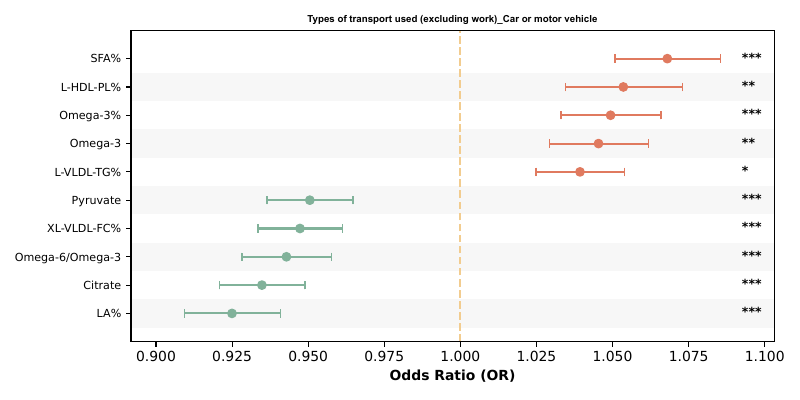 Types of transport used (excluding work)_Car or motor vehicle
SFA% ***
L-HDL-PL% **
Omega-3% ***
Omega-3 **
L-VLDL-TG% *
Pyruvate ***
XL-VLDL-FC% ***
Omega-6/Omega-3 ***
Citrate ***
LA% ***
0.900 0.925 0.950 0.975 1.000 1.025 1.050 1.075 1.100
Odds Ratio (OR)